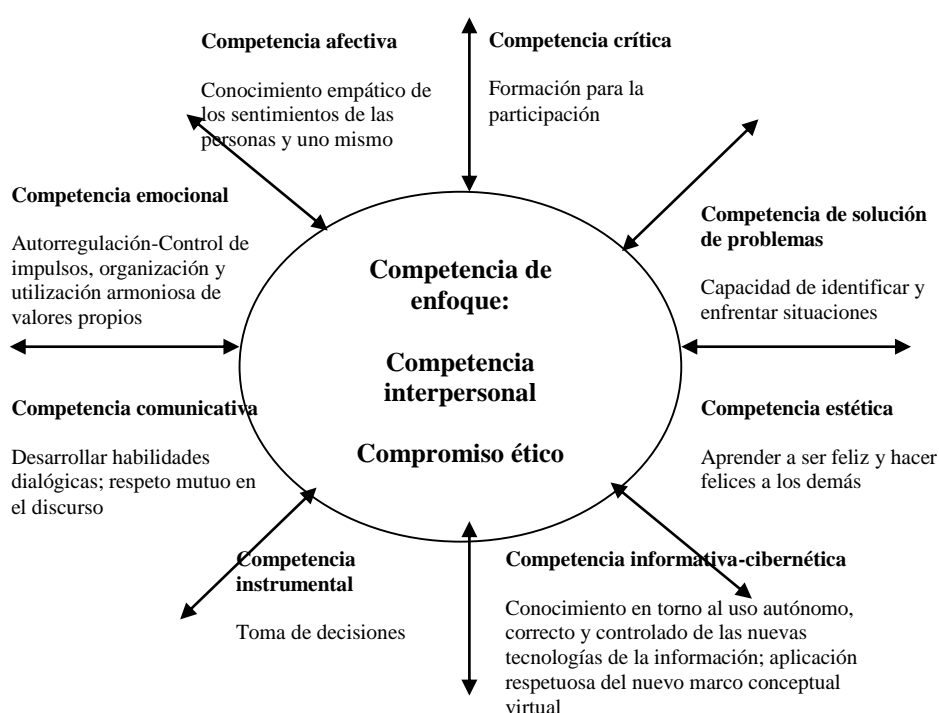 Competencia afectiva
Conocimiento empático de
los sentimientos de las
personas y uno mismo
Competencia crítica
Formación para la
participación
Competencia emocional
Autorregulación-Control de
impulsos, organización y
utilización armoniosa de
valores propios
Competencia de solución
de problemas
Capacidad de identificar y
enfrentar situaciones
Competencia de
enfoque:
Competencia
interpersonal
Compromiso ético
Competencia comunicativa
Desarrollar habilidades
dialógicas; respeto mutuo en
el discurso
Competencia estética
Aprender a ser feliz y hacer
felices a los demás
Competencia
instrumental
Toma de decisiones
Competencia informativa-cibernética
Conocimiento en torno al uso autónomo,
correcto y controlado de las nuevas
tecnologías de la información; aplicación
respetuosa del nuevo marco conceptual
virtual